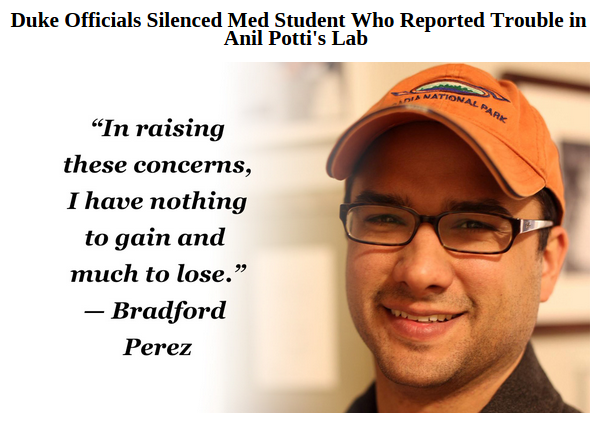 Duke Officials Silenced Med Student Who Reported Trouble in
Anil Potti's Lab
“In raising
these concerns,
I have nothing
to gain and
much to lose.”
— Bradford
Perez
ADIA NATIONAL PARK